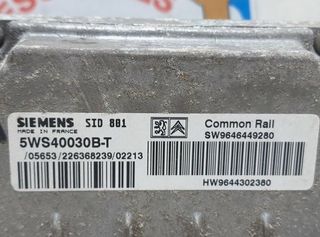 SIEMENS SID 801
MADE IN FRANCE
5WS40030B-T
/05653/226368239/02213
Common Rail
SW9646449280
HW9644302380